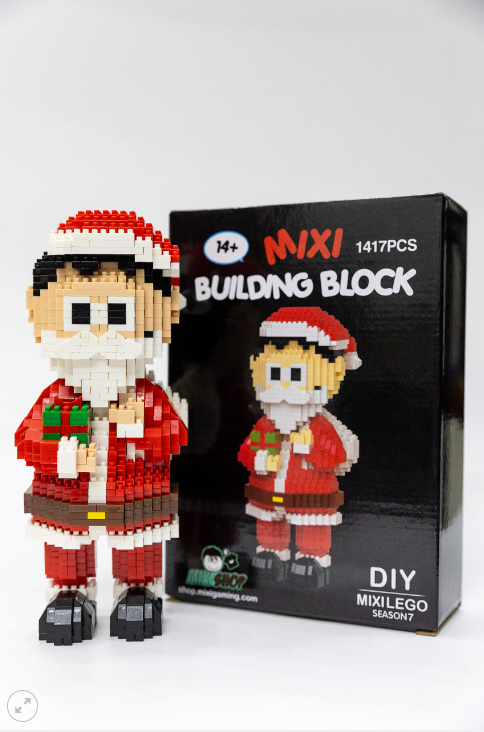 14+
MIXI
1417PCS
BUILDING BLOCK
MIXISHOP
shop.mixigaming.com
DIY
MIXILEGO
SEASON7